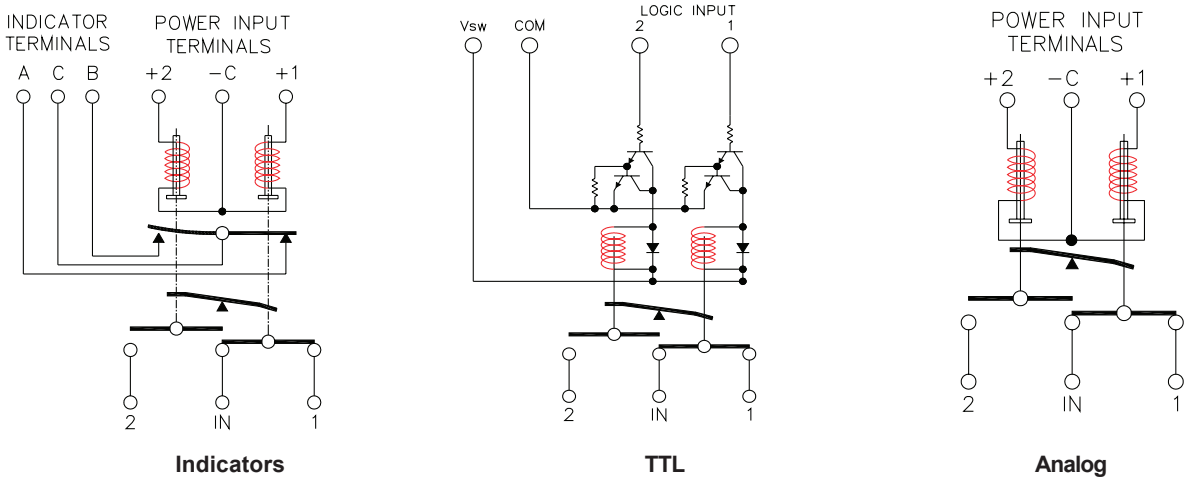 INDICATOR
TERMINALS
A C B
POWER INPUT
TERMINALS
+2 −C +1
2 IN 1
Indicators
LOGIC INPUT
Vsw COM 2 1
2 IN 1
TTL
POWER INPUT
TERMINALS
+2 −C +1
2 IN 1
Analog